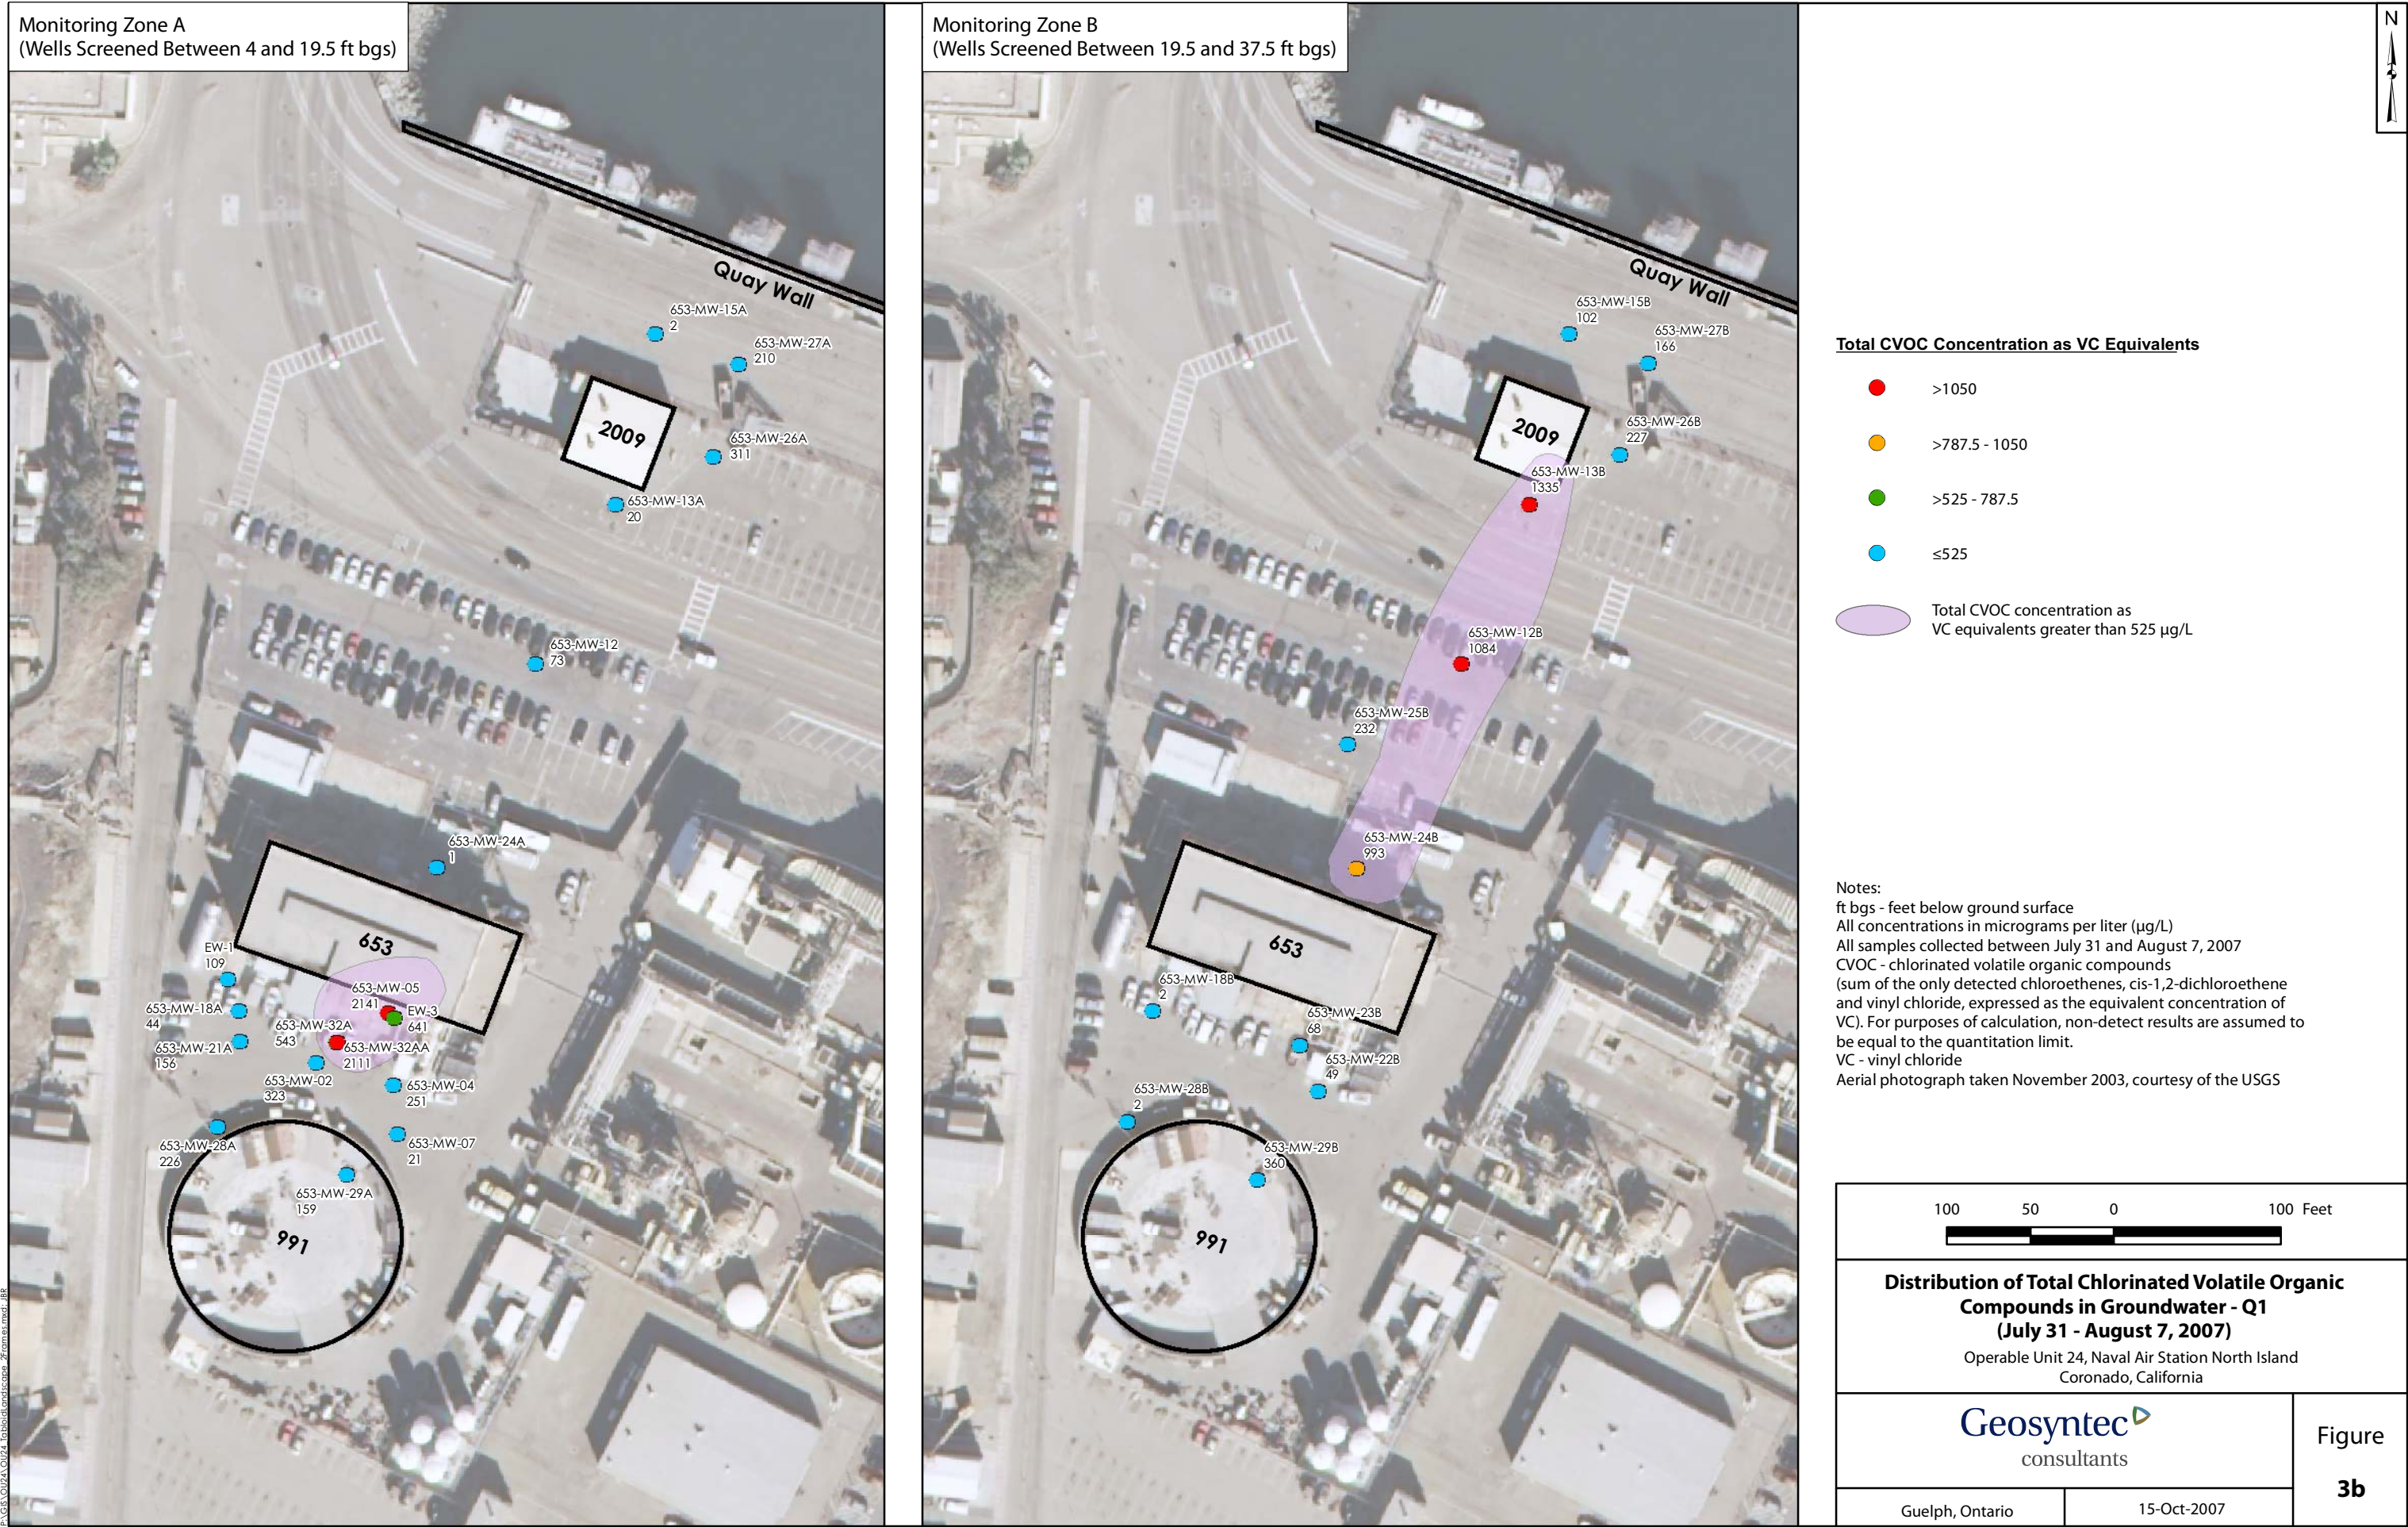 Monitoring Zone A
(Wells Screened Between 4 and 19.5 ft bgs)
Quay Wall
653-MW-15A
2
653-MW-27A
210
2009
653-MW-26A
311
653-MW-13A
20
653-MW-12
73
653-MW-24A
1
653
EW-1
109
653-MW-05
2141
653-MW-18A
44
EW-3
641
653-MW-32A
543
653-MW-21A
156
653-MW-32AA
2111
653-MW-02
323
653-MW-04
251
653-MW-28A
226
653-MW-07
21
653-MW-29A
159
991
P:\GIS\OU24\OU24_TabloidLandscape_2Frames.mxd; JBR
Monitoring Zone B
(Wells Screened Between 19.5 and 37.5 ft bgs)
Quay Wall
653-MW-15B
102
653-MW-27B
166
2009
653-MW-26B
227
653-MW-13B
1335
653-MW-12B
1084
653-MW-25B
232
653-MW-24B
993
653
653-MW-18B
2
653-MW-23B
68
653-MW-22B
49
653-MW-28B
2
653-MW-29B
360
991
N
Total CVOC Concentration as VC Equivalents
>1050
>787.5 - 1050
>525 - 787.5
≤525
Total CVOC concentration as
VC equivalents greater than 525 µg/L
Notes:
ft bgs - feet below ground surface
All concentrations in micrograms per liter (µg/L)
All samples collected between July 31 and August 7, 2007
CVOC - chlorinated volatile organic compounds
(sum of the only detected chloroethenes, cis-1,2-dichloroethene
and vinyl chloride, expressed as the equivalent concentration of
VC). For purposes of calculation, non-detect results are assumed to
be equal to the quantitation limit.
VC - vinyl chloride
Aerial photograph taken November 2003, courtesy of the USGS
100 50 0 100 Feet
Distribution of Total Chlorinated Volatile Organic
Compounds in Groundwater - Q1
(July 31 - August 7, 2007)
Operable Unit 24, Naval Air Station North Island
Coronado, California
Geosyntec
consultants
Figure
3b
Guelph, Ontario
15-Oct-2007